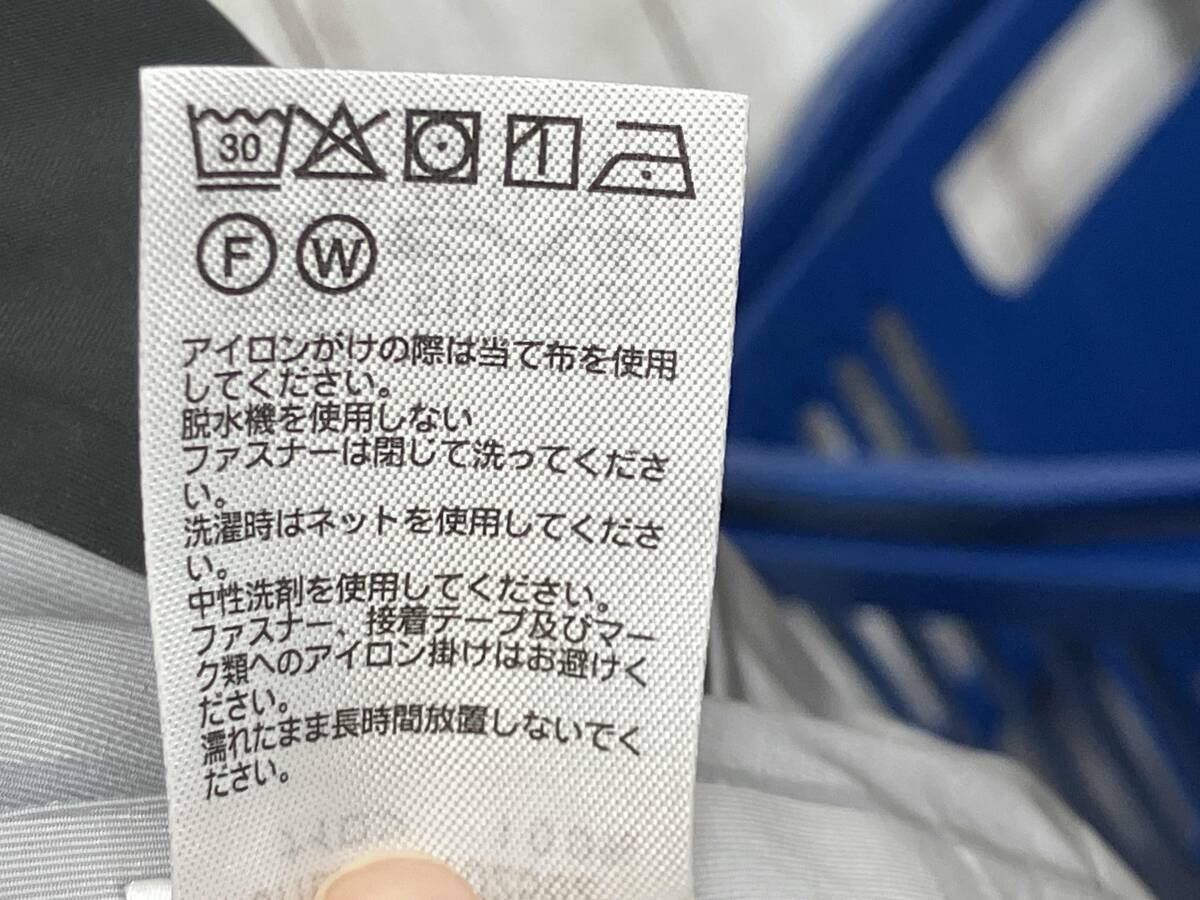 30
F W
アイロンがけの際は当て布を使用
してください。
脱水機を使用しない
ファスナーは閉じて洗ってくださ
い。
洗濯時はネットを使用してくださ
い。
中性洗剤を使用してください。
ファスナー、接着テープ及びマー
ク類へのアイロン掛けはお避けく
ださい。
濡れたまま長時間放置しないでく
ださい。